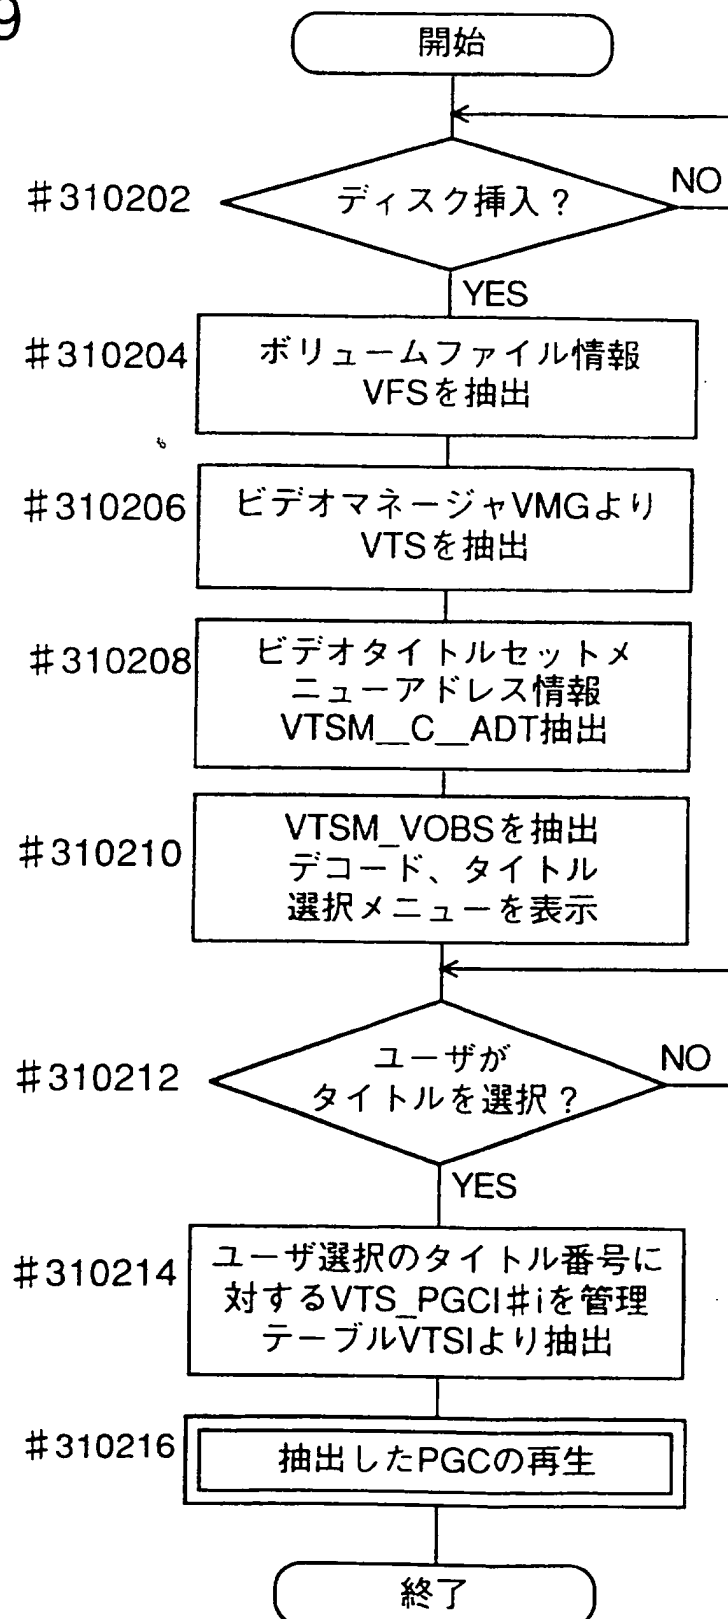 9
開始
#310202
ディスク挿入?
NO
YES
#310204
ボリュームファイル情報
VFSを抽出
#310206
ビデオマネージャVMGより
VTSを抽出
#310208
ビデオタイトルセットメ
ニューアドレス情報
VTSM__C__ADT抽出
#310210
VTSM_VOBSを抽出
デコード、タイトル
選択メニューを表示
#310212
ユーザが
タイトルを選択?
NO
YES
#310214
ユーザ選択のタイトル番号に
対するVTS_PGCI#iを管理
テーブルVTSIより抽出
#310216
抽出したPGCの再生
終了